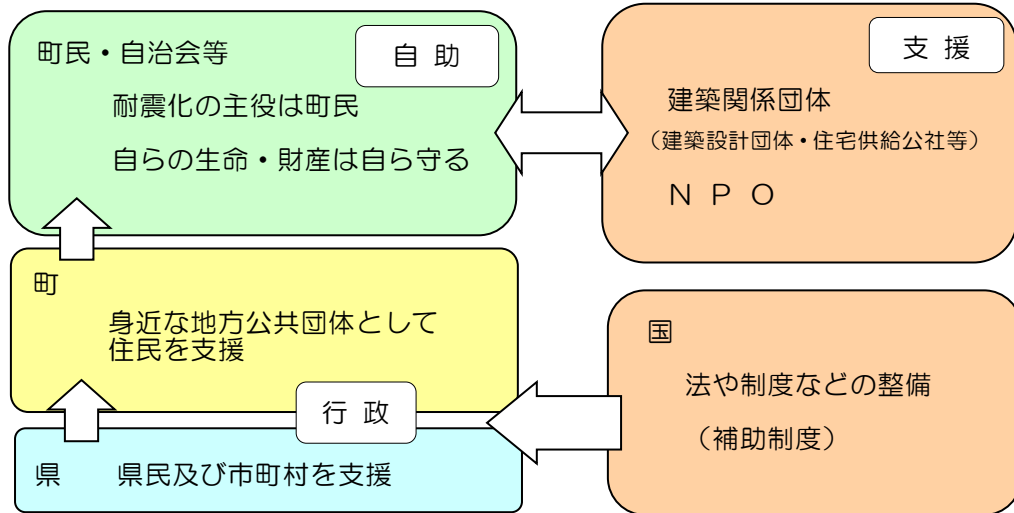 町民・自治会等
自 助
耐震化の主役は町民
自らの生命・財産は自ら守る
支 援
建築関係団体
（建築設計団体・住宅供給公社等）
Ｎ Ｐ Ｏ
町
身近な地方公共団体として
住民を支援
行 政
県　県民及び市町村を支援
国
法や制度などの整備
（補助制度）